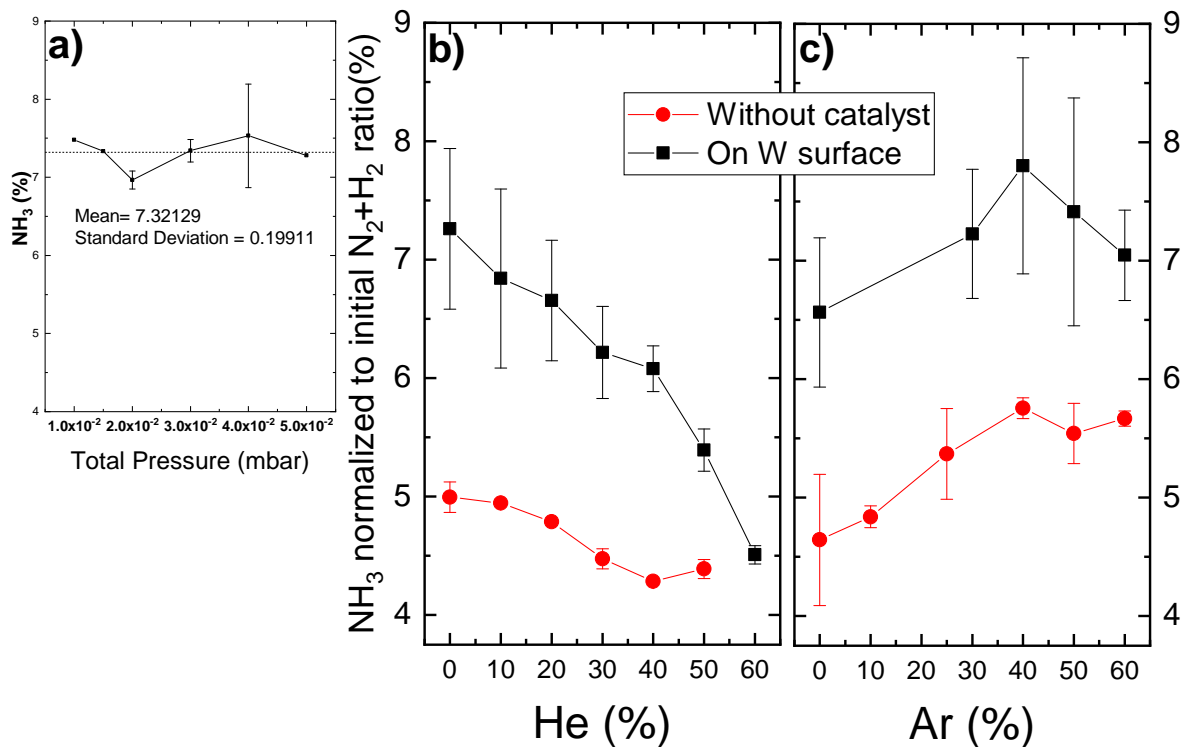 a)
9
8
7
6
5
4
NH₃ (%)
Mean= 7.32129
Standard Deviation = 0.19911
1.0x10⁻² 2.0x10⁻² 3.0x10⁻² 4.0x10⁻² 5.0x10⁻²
Total Pressure (mbar)
b)
9
8
7
6
5
4
NH₃ normalized to initial N₂+H₂ ratio(%)
0 10 20 30 40 50 60
He (%)
Without catalyst
On W surface
c)
9
8
7
6
5
4
0 10 20 30 40 50 60
Ar (%)